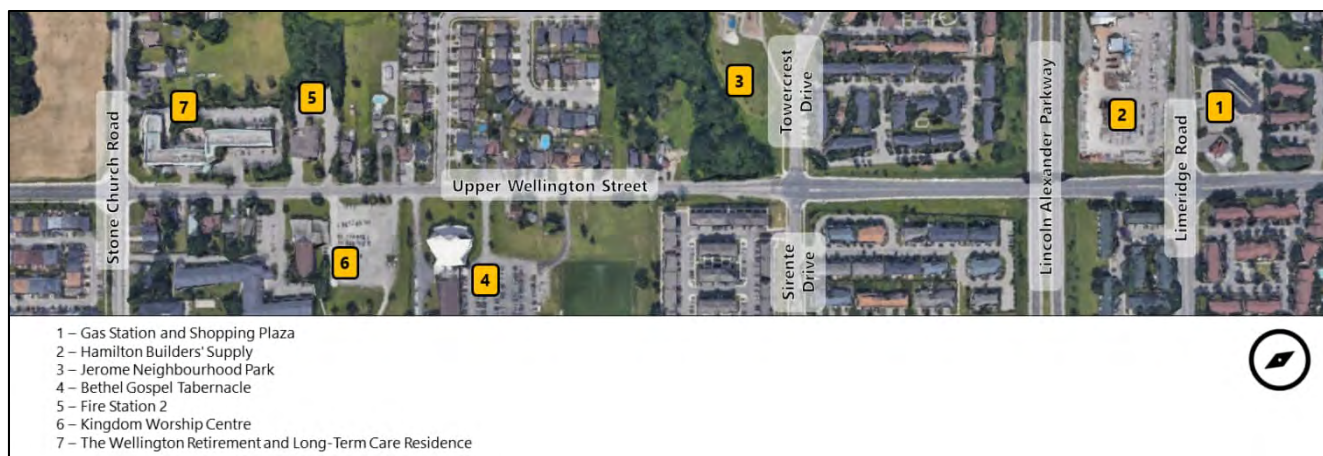 7
5
3
2
1
Stone Church Road
Upper Wellington Street
Towercrest
Drive
Lincoln Alexander Parkway
Limeridge Road
6
4
Sirente
Drive
1 – Gas Station and Shopping Plaza
2 – Hamilton Builders' Supply
3 – Jerome Neighbourhood Park
4 – Bethel Gospel Tabernacle
5 – Fire Station 2
6 – Kingdom Worship Centre
7 – The Wellington Retirement and Long-Term Care Residence